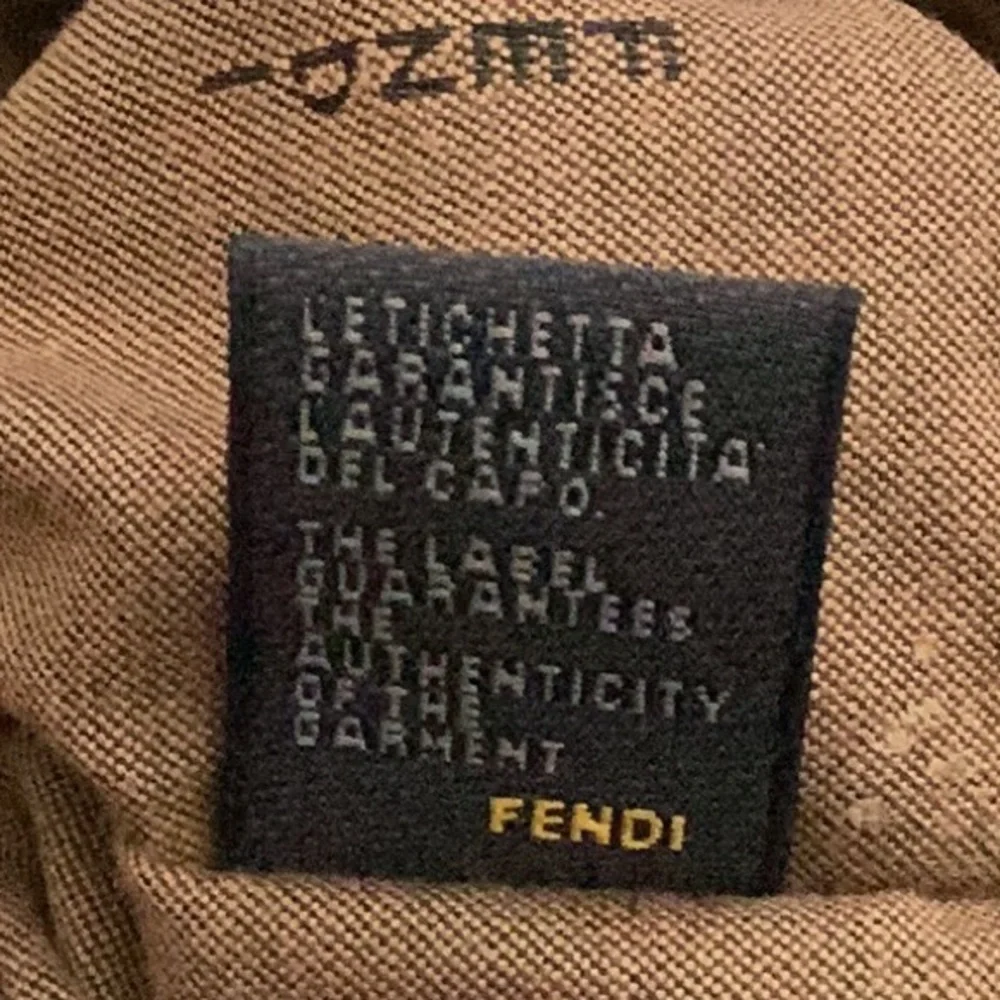 L'ETICHETTA
GARANTISCE
L'AUTENTICITA'
DEL CAPO.
THE LABEL
GUARANTEES
THE
AUTHENTICITY
OF THE
GARMENT
FENDI